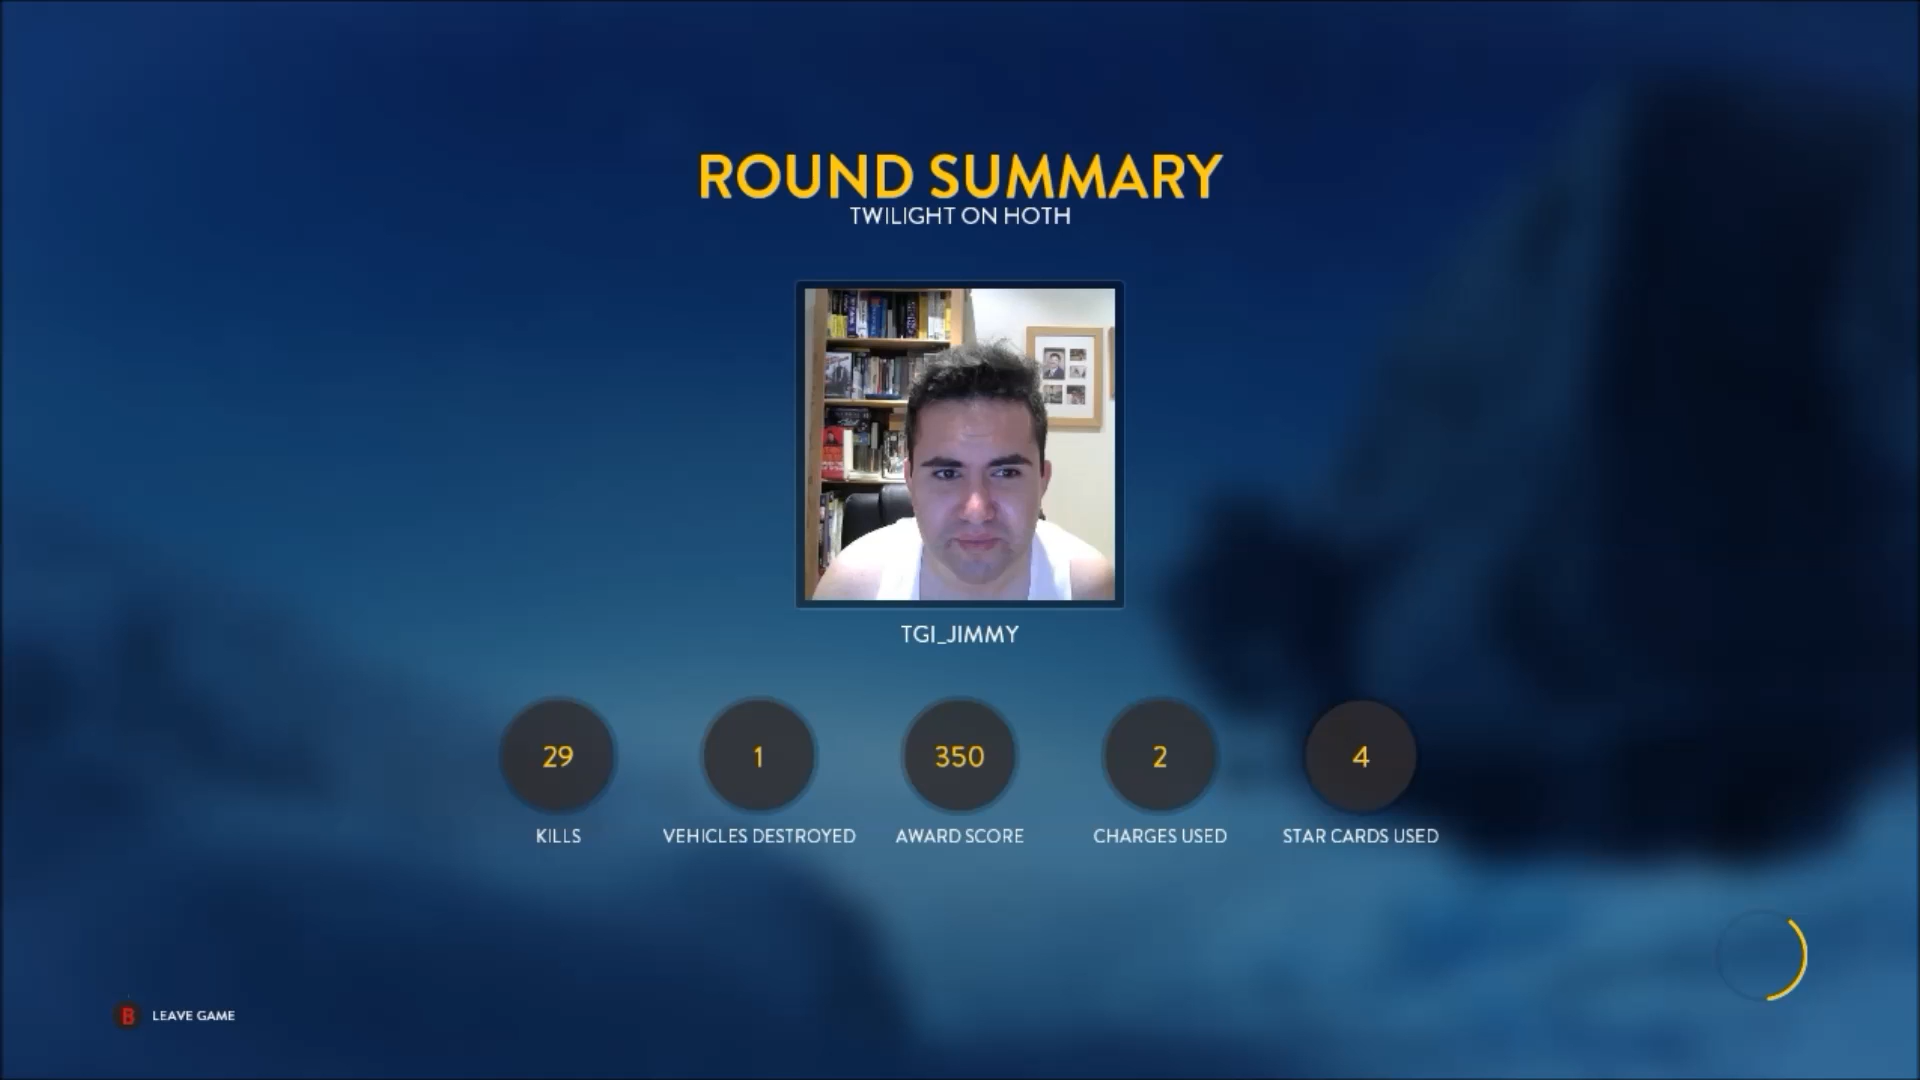 ROUND SUMMARY
TWILIGHT ON HOTH
TGI_JIMMY
29 1 350 2 4
KILLS VEHICLES DESTROYED AWARD SCORE CHARGES USED STAR CARDS USED
B LEAVE GAME